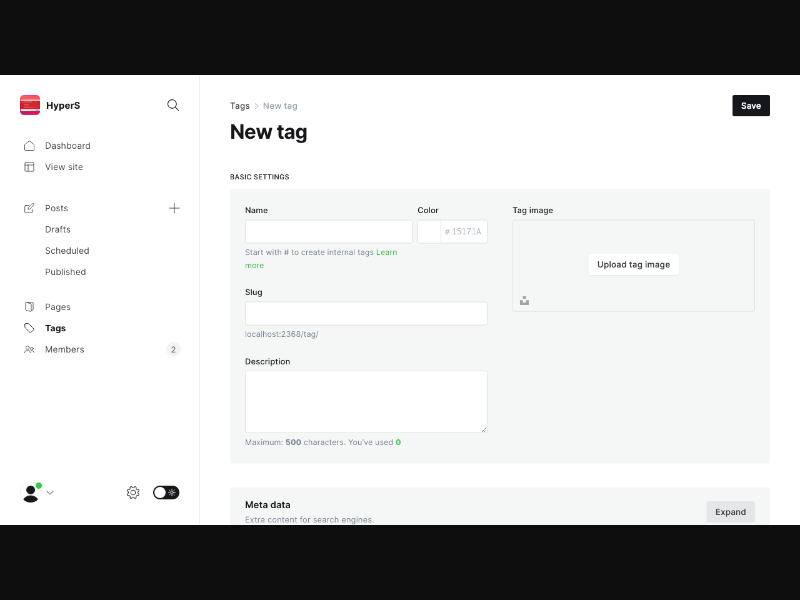 HyperS
Dashboard
View site
Posts
Drafts
Scheduled
Published
Pages
Tags
Members
2
Tags
New tag
Save
New tag
BASIC SETTINGS
Name
Color
# 15171A
Start with # to create internal tags Learn
more
Slug
localhost:2368/tag/
Description
Maximum: 500 characters. You've used 0
Tag image
Upload tag image
Meta data
Extra content for search engines.
Expand